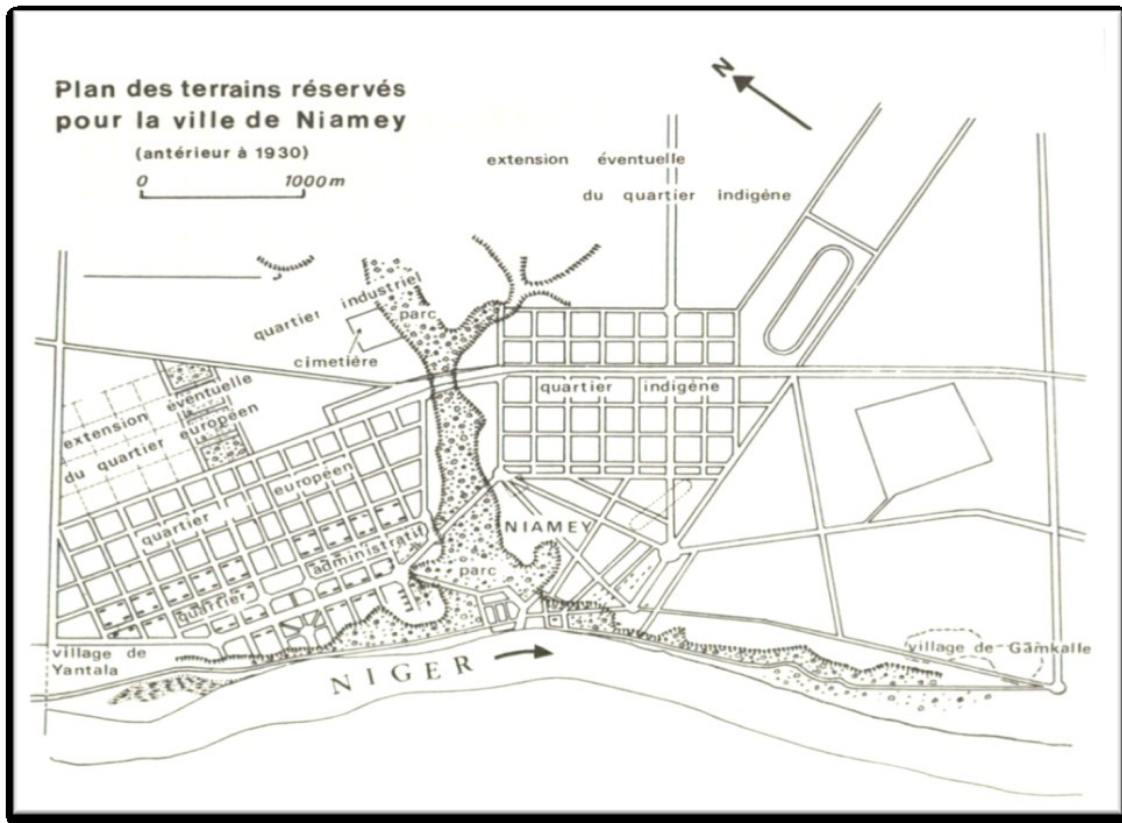 Plan des terrains réservés
pour la ville de Niamey
(antérieur à 1930)
0 1000 m
N
extension éventuelle
du quartier indigène
quartier industriel
parc
cimetière
quartier indigène
extension éventuelle
du quartier européen
quartier européen
NIAMEY
quartier administratif
parc
village de
Yantala
village de Gamkalle
NIGER